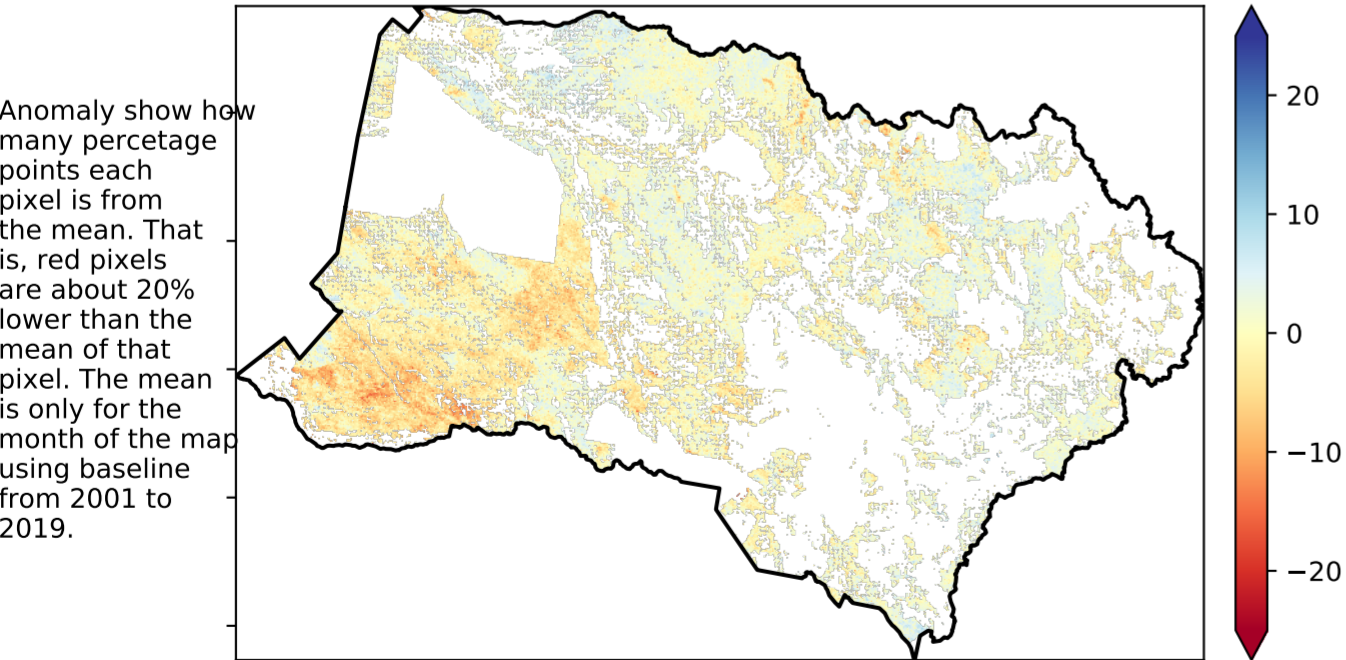 Anomaly show how
many percetage
points each
pixel is from
the mean. That
is, red pixels
are about 20%
lower than the
mean of that
pixel. The mean
is only for the
month of the map
using baseline
from 2001 to
2019.
20
10
0
−10
−20